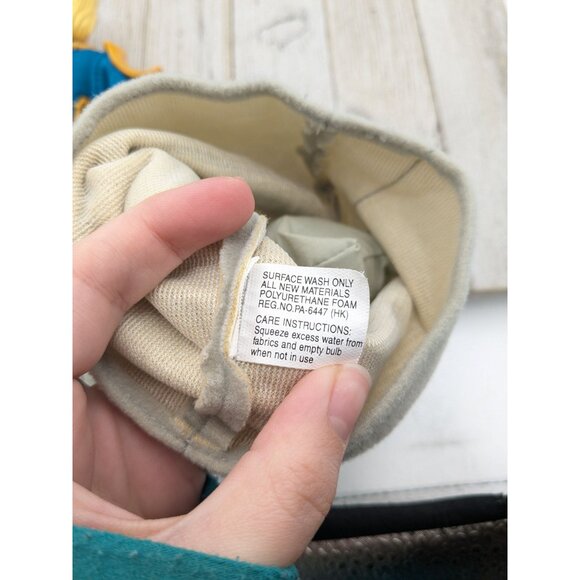 SURFACE WASH ONLY
ALL NEW MATERIALS
POLYURETHANE FOAM
REG.NO.PA-6447 (HK)
CARE INSTRUCTIONS:
Squeeze excess water from
fabrics and empty bulb
when not in use